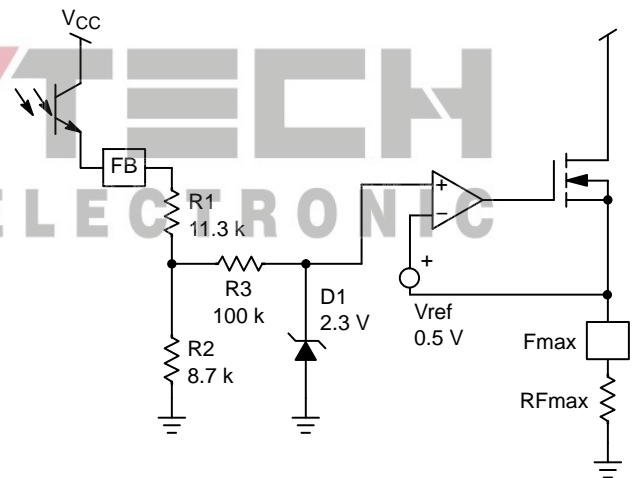 VCC
TECH
ELECTRONIC
FB
R1
11.3 k
R3
100 k
R2
8.7 k
D1
2.3 V
+
−
+
Vref
0.5 V
Fmax
RFmax